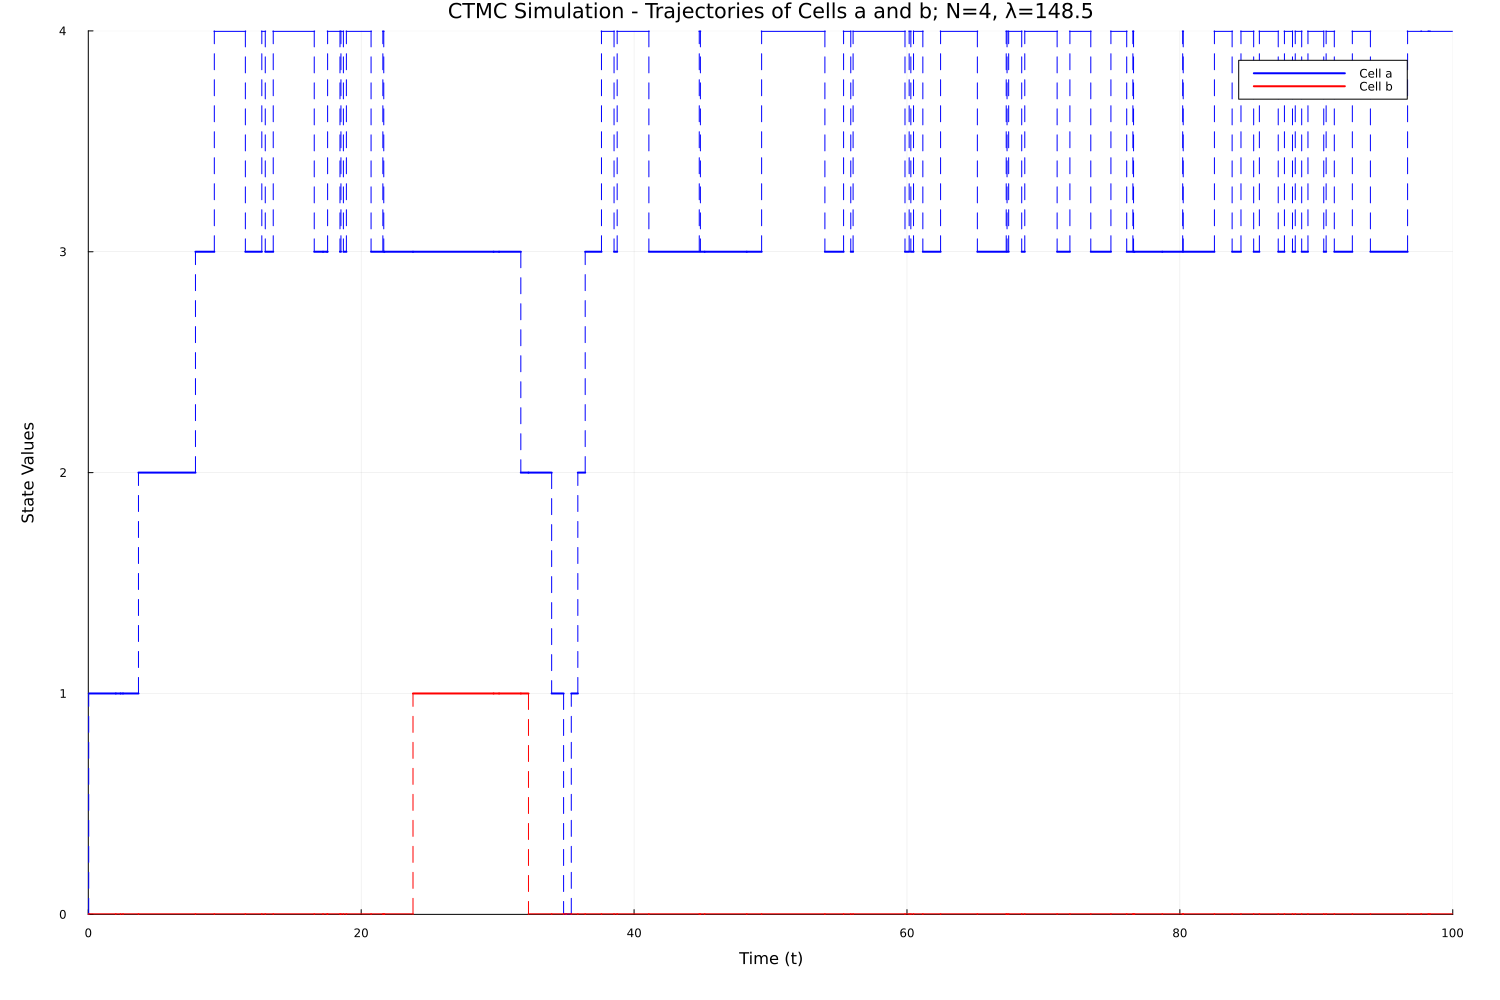 CTMC Simulation - Trajectories of Cells a and b; N=4, λ=148.5
4
Cell a
Cell b
3
State Values
2
1
0
0 20 40 60 80 100
Time (t)